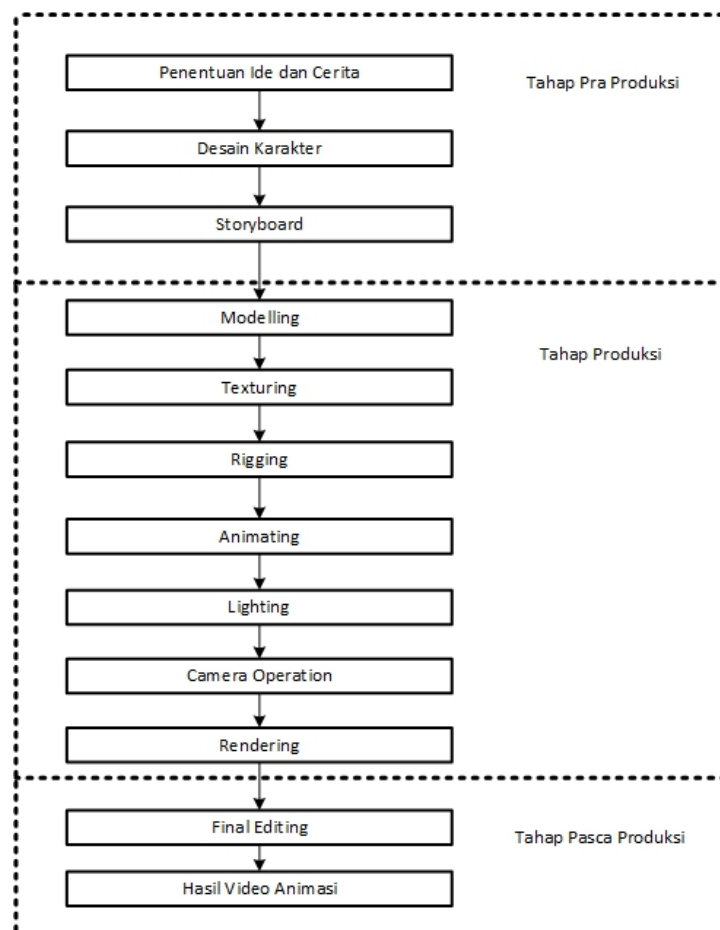 Penentuan Ide dan Cerita
Tahap Pra Produksi
Desain Karakter
Storyboard
Modelling
Tahap Produksi
Texturing
Rigging
Animating
Lighting
Camera Operation
Rendering
Final Editing
Tahap Pasca Produksi
Hasil Video Animasi